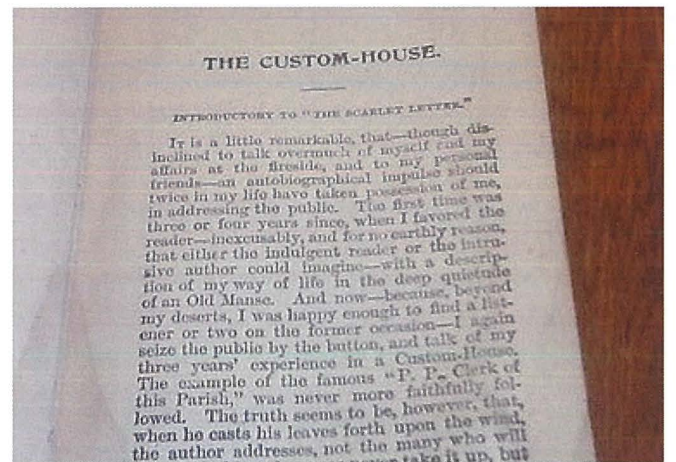 THE CUSTOM-HOUSE.
INTRODUCTORY TO "THE SCARLET LETTER."
IT is a little remarkable, that—though dis-
inclined to talk overmuch of myself and my
affairs at the fireside, and to my personal
friends—an autobiographical impulse should
twice in my life have taken possession of me,
in addressing the public. The first time was
three or four years since, when I favored the
reader—inexcusably, and for no earthly reason,
that either the indulgent reader or the intru-
sive author could imagine—with a descrip-
tion of my way of life in the deep quietude
of an Old Manse. And now—because, beyond
my deserts, I was happy enough to find a list-
ener or two on the former occasion—I again
seize the public by the button, and talk of my
three years' experience in a Custom-House.
The example of the famous "P. P., Clerk of
this Parish," was never more faithfully fol-
lowed. The truth seems to be, however, that,
when he casts his leaves forth upon the wind,
the author addresses, not the many who will
never take it up, but